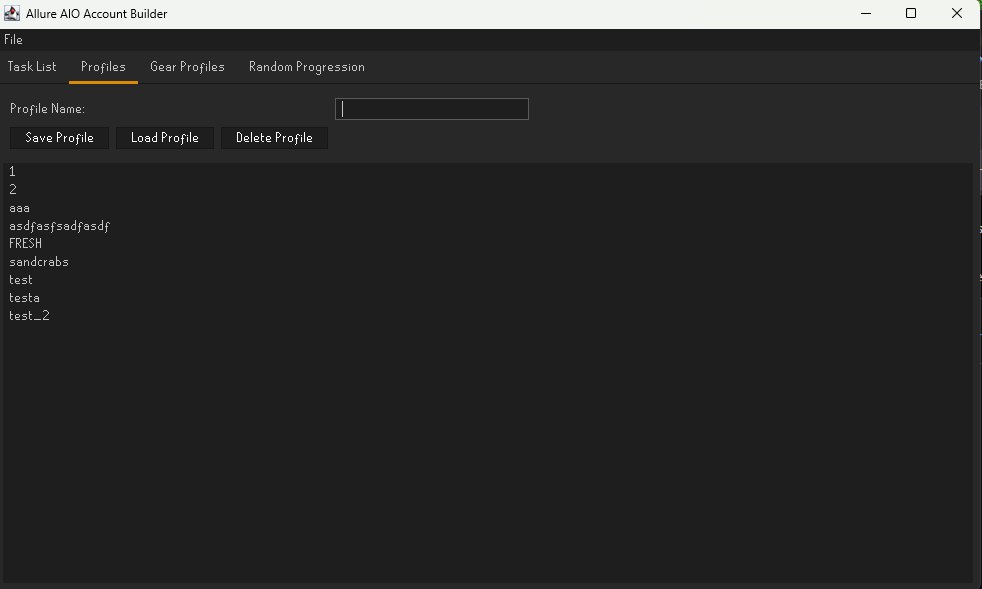 Allure AIO Account Builder
File
Task List Profiles Gear Profiles Random Progression
Profile Name:
Save Profile Load Profile Delete Profile
1
2
aaa
asdfasfsadfasdf
FRESH
sandcrabs
test
testa
test_2